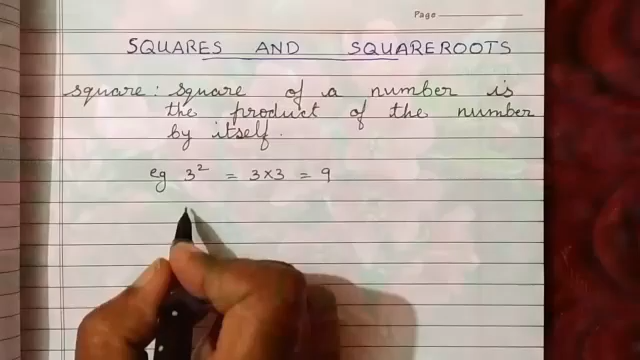 Page
SQUARES AND SQUAREROOTS
square : square of a number is
the product of the number
by itself.
eg 3² = 3×3 = 9